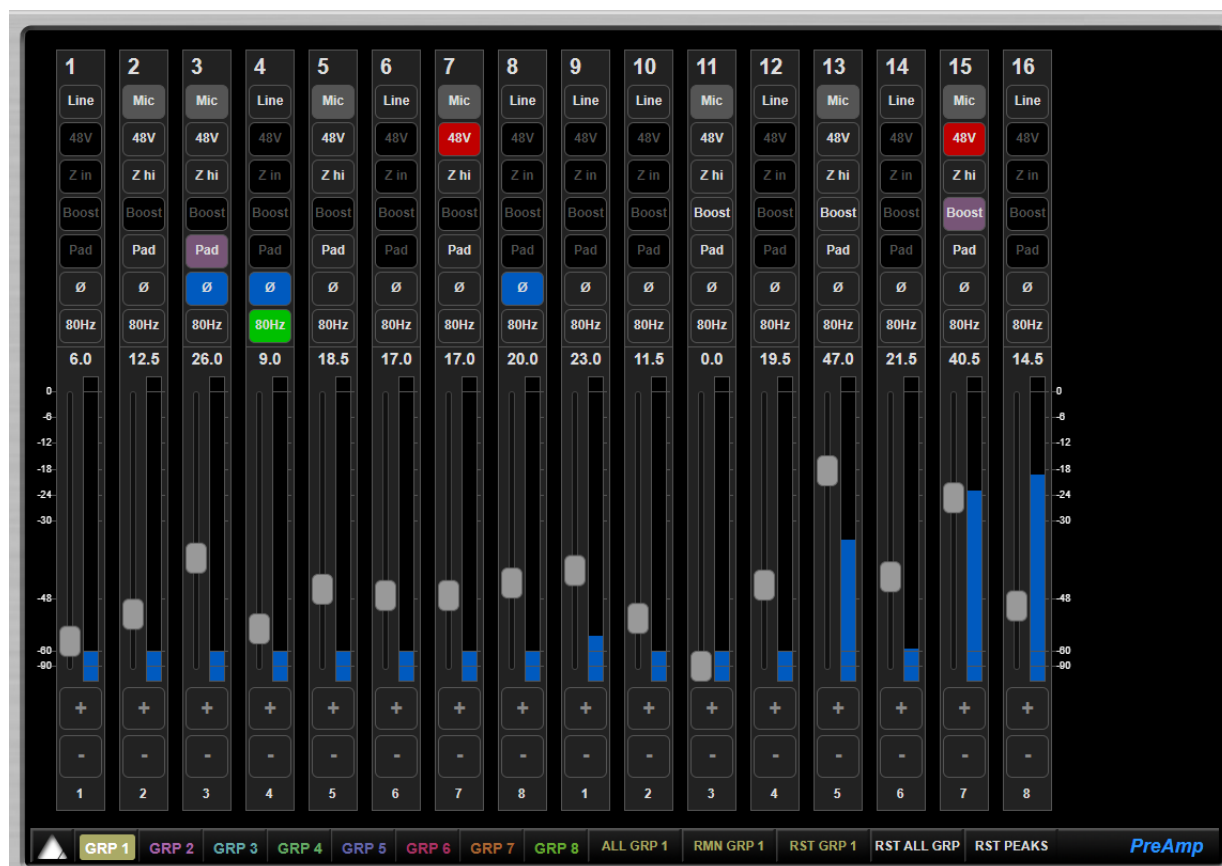 1 2 3 4 5 6 7 8 9 10 11 12 13 14 15 16
Line Mic Mic Line Mic Line Mic Line Line Line Mic Line Mic Line Mic Line
48V 48V 48V 48V 48V 48V 48V 48V 48V 48V 48V 48V 48V 48V 48V 48V
Z in Z hi Z hi Z in Z hi Z in Z hi Z in Z in Z in Z hi Z in Z hi Z in Z hi Z in
Boost Boost Boost Boost Boost Boost Boost Boost Boost Boost Boost Boost Boost Boost Boost Boost
Pad Pad Pad Pad Pad Pad Pad Pad Pad Pad Pad Pad Pad Pad Pad Pad
Ø Ø Ø Ø Ø Ø Ø Ø Ø Ø Ø Ø Ø Ø Ø Ø
80Hz 80Hz 80Hz 80Hz 80Hz 80Hz 80Hz 80Hz 80Hz 80Hz 80Hz 80Hz 80Hz 80Hz 80Hz 80Hz
6.0 12.5 26.0 9.0 18.5 17.0 17.0 20.0 23.0 11.5 0.0 19.5 47.0 21.5 40.5 14.5
0 0
-6 -6
-12 -12
-18 -18
-24 -24
-30 -30
-48 -48
-60 -60
-90 -90
+ + + + + + + + + + + + + + + +
- - - - - - - - - - - - - - - -
1 2 3 4 5 6 7 8 1 2 3 4 5 6 7 8
GRP 1 GRP 2 GRP 3 GRP 4 GRP 5 GRP 6 GRP 7 GRP 8 ALL GRP 1 RMN GRP 1 RST GRP 1 RST ALL GRP RST PEAKS PreAmp